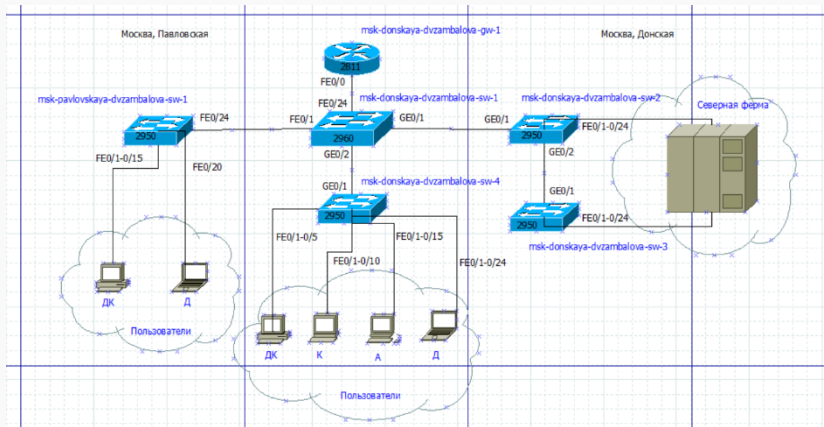 Москва, Павловская
msk-donskaya-dvzambalova-gw-1
Москва, Донская
2811
FE0/0
msk-pavlovskaya-dvzambalova-sw-1
FE0/24
msk-donskaya-dvzambalova-sw-1
msk-donskaya-dvzambalova-sw-2
Северная ферма
FE0/24
FE0/1
GE0/1
GE0/1
FE0/1-0/24
2950
2960
2950
FE0/1-0/15
GE0/2
GE0/2
FE0/20
GE0/1
msk-donskaya-dvzambalova-sw-4
GE0/1
2950
2950
FE0/1-0/24
FE0/1-0/5
FE0/1-0/15
msk-donskaya-dvzambalova-sw-3
FE0/1-0/10
FE0/1-0/24
ДК
Д
Пользователи
ДК
К
А
Д
Пользователи